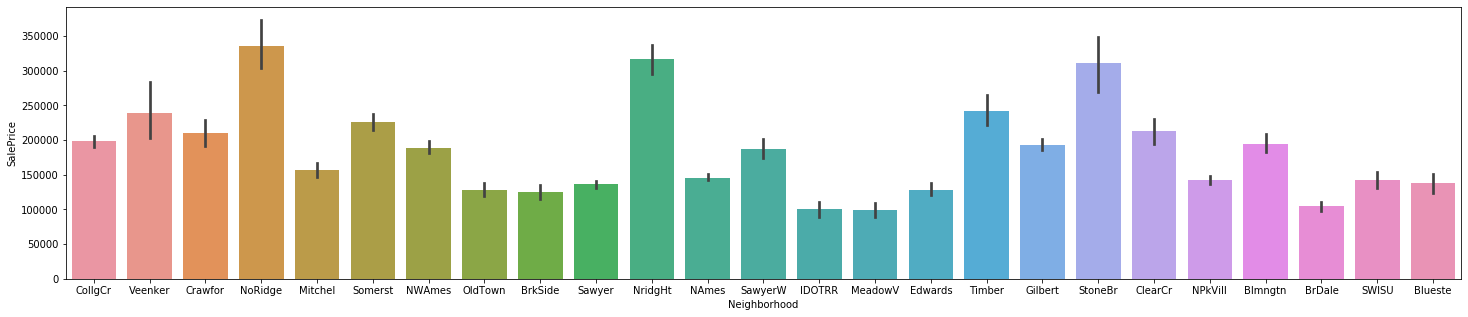 350000
300000
250000
200000
150000
100000
50000
0
SalePrice
CollgCr Veenker Crawfor NoRidge Mitchel Somerst NWAmes OldTown BrkSide Sawyer NridgHt NAmes SawyerW IDOTRR MeadowV Edwards Timber Gilbert StoneBr ClearCr NPkVill Blmngtn BrDale SWISU Blueste
Neighborhood